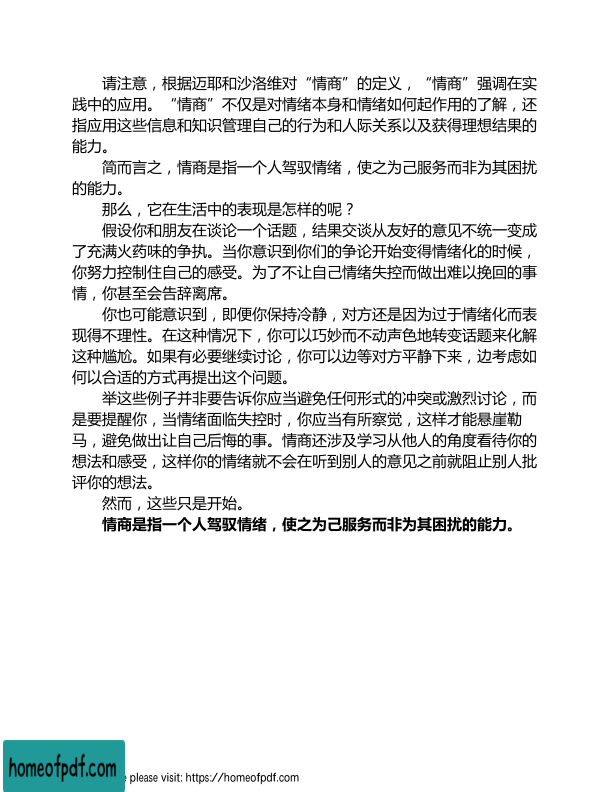 请注意，根据迈耶和沙洛维对“情商”的定义，“情商”强调在实
践中的应用。“情商”不仅是对情绪本身和情绪如何起作用的了解，还
指应用这些信息和知识管理自己的行为和人际关系以及获得理想结果的
能力。
简而言之，情商是指一个人驾驭情绪，使之为己服务而非为其困扰
的能力。
那么，它在生活中的表现是怎样的呢？
假设你和朋友在谈论一个话题，结果交谈从友好的意见不统一变成
了充满火药味的争执。当你意识到你们的争论开始变得情绪化的时候，
你努力控制住自己的感受。为了不让自己情绪失控而做出难以挽回的事
情，你甚至会告辞离席。
你也可能意识到，即便你保持冷静，对方还是因为过于情绪化而表
现得不理性。在这种情况下，你可以巧妙而不动声色地转变话题来化解
这种尴尬。如果有必要继续讨论，你可以边等对方平静下来，边考虑如
何以合适的方式再提出这个问题。
举这些例子并非要告诉你应当避免任何形式的冲突或激烈讨论，而
是要提醒你，当情绪面临失控时，你应当有所察觉，这样才能悬崖勒
马，避免做出让自己后悔的事。情商还涉及学习从他人的角度看待你的
想法和感受，这样你的情绪就不会在听到别人的意见之前就阻止别人批
评你的想法。
然而，这些只是开始。
情商是指一个人驾驭情绪，使之为己服务而非为其困扰的能力。
homeofpdf.com
e please visit: https://homeofpdf.com